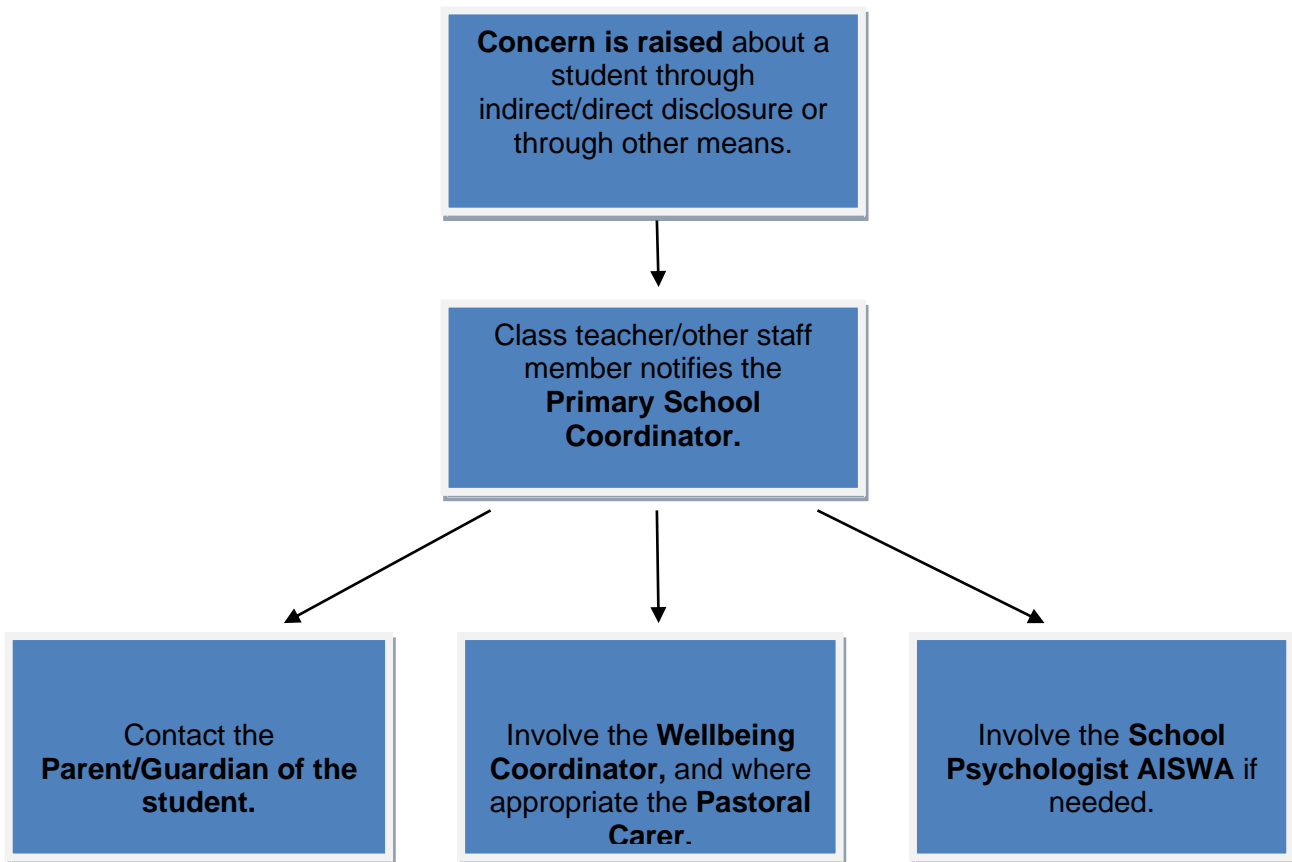 Concern is raised about a
student through
indirect/direct disclosure or
through other means.
Class teacher/other staff
member notifies the
Primary School
Coordinator.
Contact the
Parent/Guardian of the
student.
Involve the Wellbeing
Coordinator, and where
appropriate the Pastoral
Carer.
Involve the School
Psychologist AISWA if
needed.